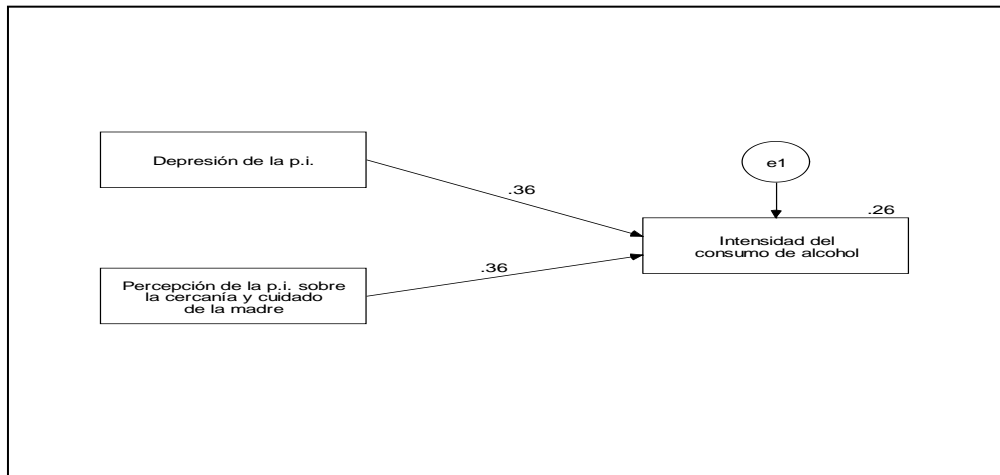 Depresión de la p.i.
.36
e1
.26
Intensidad del
consumo de alcohol
.36
Percepción de la p.i. sobre
la cercanía y cuidado
de la madre